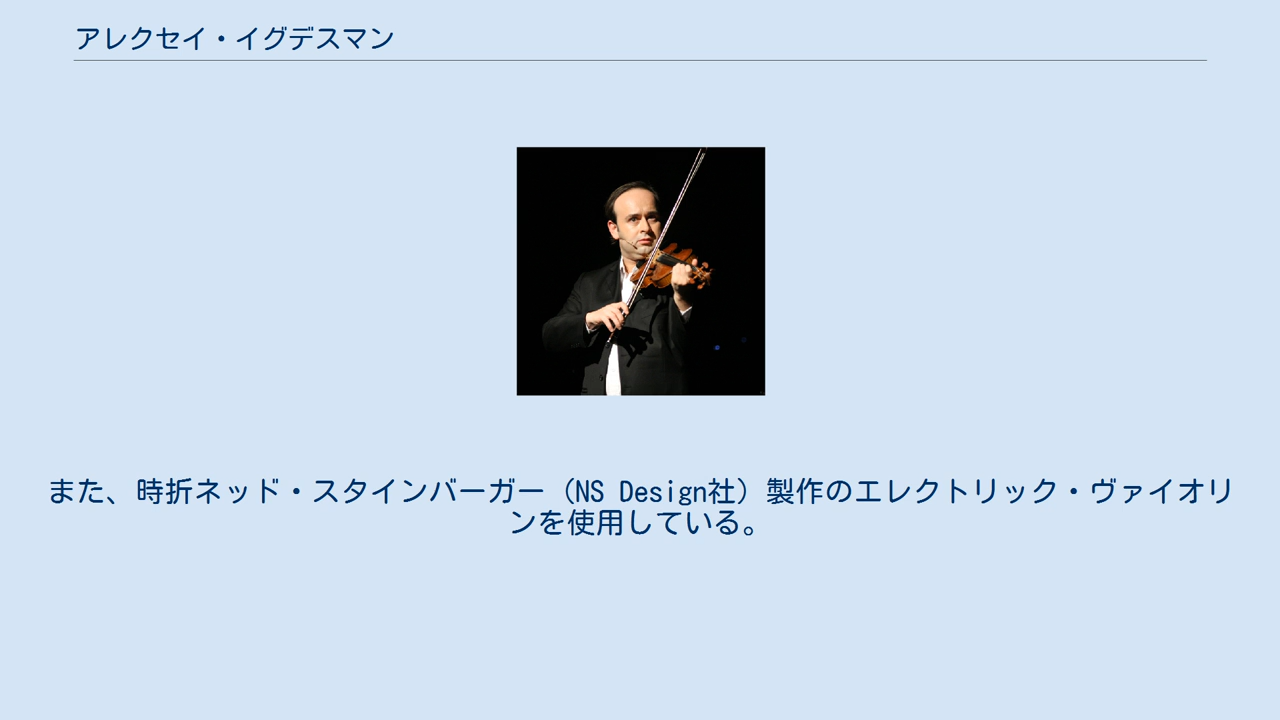 アレクセイ・イグデスマン
また、時折ネッド・スタインバーガー（NS Design社）製作のエレクトリック・ヴァイオリ
ンを使用している。